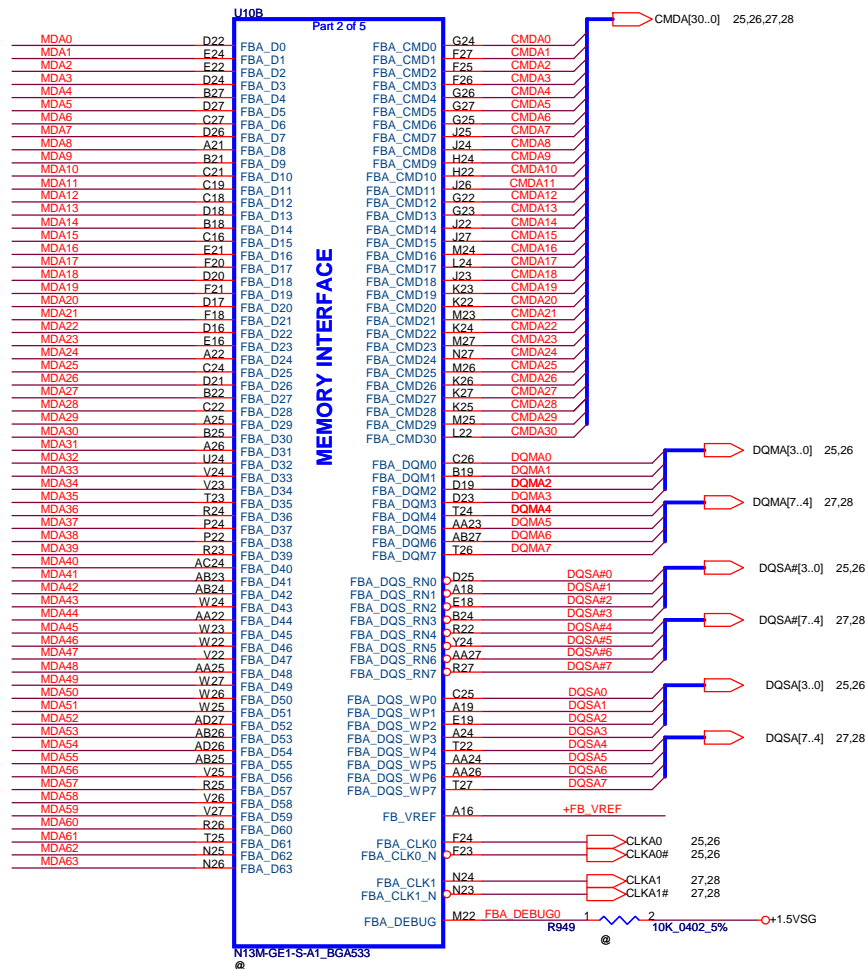 U10B
Part 2 of 5
CMDA[30..0] 25,26,27,28
MDA0 D22 FBA_D0 FBA_CMD0 G24 CMDA0
MDA1 E24 FBA_D1 FBA_CMD1 F27 CMDA1
MDA2 E22 FBA_D2 FBA_CMD2 F25 CMDA2
MDA3 D24 FBA_D3 FBA_CMD3 F26 CMDA3
MDA4 B27 FBA_D4 FBA_CMD4 G26 CMDA4
MDA5 D27 FBA_D5 FBA_CMD5 G27 CMDA5
MDA6 C27 FBA_D6 FBA_CMD6 G25 CMDA6
MDA7 D26 FBA_D7 FBA_CMD7 J25 CMDA7
MDA8 A21 FBA_D8 FBA_CMD8 J24 CMDA8
MDA9 B21 FBA_D9 FBA_CMD9 H24 CMDA9
MDA10 C21 FBA_D10 FBA_CMD10 H22 CMDA10
MDA11 C19 FBA_D11 FBA_CMD11 J26 CMDA11
MDA12 C18 FBA_D12 FBA_CMD12 G22 CMDA12
MDA13 D18 FBA_D13 FBA_CMD13 G23 CMDA13
MDA14 B18 FBA_D14 FBA_CMD14 J22 CMDA14
MDA15 C16 FBA_D15 FBA_CMD15 J27 CMDA15
MDA16 E21 FBA_D16 FBA_CMD16 M24 CMDA16
MDA17 F20 FBA_D17 FBA_CMD17 L24 CMDA17
MDA18 D20 FBA_D18 FBA_CMD18 J23 CMDA18
MDA19 F21 FBA_D19 FBA_CMD19 K23 CMDA19
MDA20 D17 FBA_D20 FBA_CMD20 K22 CMDA20
MDA21 F18 FBA_D21 FBA_CMD21 M23 CMDA21
MDA22 D16 FBA_D22 FBA_CMD22 K24 CMDA22
MDA23 E16 FBA_D23 FBA_CMD23 M27 CMDA23
MDA24 A22 FBA_D24 FBA_CMD24 N27 CMDA24
MDA25 C24 FBA_D25 FBA_CMD25 M26 CMDA25
MDA26 D21 FBA_D26 FBA_CMD26 K26 CMDA26
MDA27 B22 FBA_D27 FBA_CMD27 K27 CMDA27
MDA28 C22 FBA_D28 FBA_CMD28 K25 CMDA28
MDA29 A25 FBA_D29 FBA_CMD29 M25 CMDA29
MDA30 B25 FBA_D30 FBA_CMD30 L22 CMDA30
MEMORY INTERFACE
MDA31 A26 FBA_D31
MDA32 U24 FBA_D32 FBA_DQM0 C26 DQMA0 DQMA[3..0] 25,26
MDA33 V24 FBA_D33 FBA_DQM1 B19 DQMA1
MDA34 V23 FBA_D34 FBA_DQM2 D19 DQMA2
MDA35 T23 FBA_D35 FBA_DQM3 D23 DQMA3
MDA36 R24 FBA_D36 FBA_DQM4 T24 DQMA4 DQMA[7..4] 27,28
MDA37 P24 FBA_D37 FBA_DQM5 AA23 DQMA5
MDA38 P22 FBA_D38 FBA_DQM6 AB27 DQMA6
MDA39 R23 FBA_D39 FBA_DQM7 T26 DQMA7
MDA40 AC24 FBA_D40
MDA41 AB23 FBA_D41 FBA_DQS_RN0 D25 DQSA#0 DQSA#[3..0] 25,26
MDA42 AB24 FBA_D42 FBA_DQS_RN1 A18 DQSA#1
MDA43 W24 FBA_D43 FBA_DQS_RN2 E18 DQSA#2
MDA44 AA22 FBA_D44 FBA_DQS_RN3 B24 DQSA#3
MDA45 W23 FBA_D45 FBA_DQS_RN4 R22 DQSA#4 DQSA#[7..4] 27,28
MDA46 W22 FBA_D46 FBA_DQS_RN5 Y24 DQSA#5
MDA47 V22 FBA_D47 FBA_DQS_RN6 AA27 DQSA#6
MDA48 AA25 FBA_D48 FBA_DQS_RN7 R27 DQSA#7
MDA49 W27 FBA_D49
MDA50 W26 FBA_D50 FBA_DQS_WP0 C25 DQSA0 DQSA[3..0] 25,26
MDA51 W25 FBA_D51 FBA_DQS_WP1 A19 DQSA1
MDA52 AD27 FBA_D52 FBA_DQS_WP2 E19 DQSA2
MDA53 AB26 FBA_D53 FBA_DQS_WP3 A24 DQSA3
MDA54 AD26 FBA_D54 FBA_DQS_WP4 T22 DQSA4 DQSA[7..4] 27,28
MDA55 AB25 FBA_D55 FBA_DQS_WP5 AA24 DQSA5
MDA56 V25 FBA_D56 FBA_DQS_WP6 AA26 DQSA6
MDA57 R25 FBA_D57 FBA_DQS_WP7 T27 DQSA7
MDA58 V26 FBA_D58
MDA59 V27 FBA_D59 FB_VREF A16 +FB_VREF
MDA60 R26 FBA_D60
MDA61 T25 FBA_D61 FBA_CLK0 F24 CLKA0 25,26
MDA62 N25 FBA_D62 FBA_CLK0_N F23 CLKA0# 25,26
MDA63 N26 FBA_D63
FBA_CLK1 N24 CLKA1 27,28
FBA_CLK1_N N23 CLKA1# 27,28
FBA_DEBUG M22 FBA_DEBUG0 1 2 +1.5VSG
R949 10K_0402_5%
@
N13M-GE1-S-A1_BGA533
@